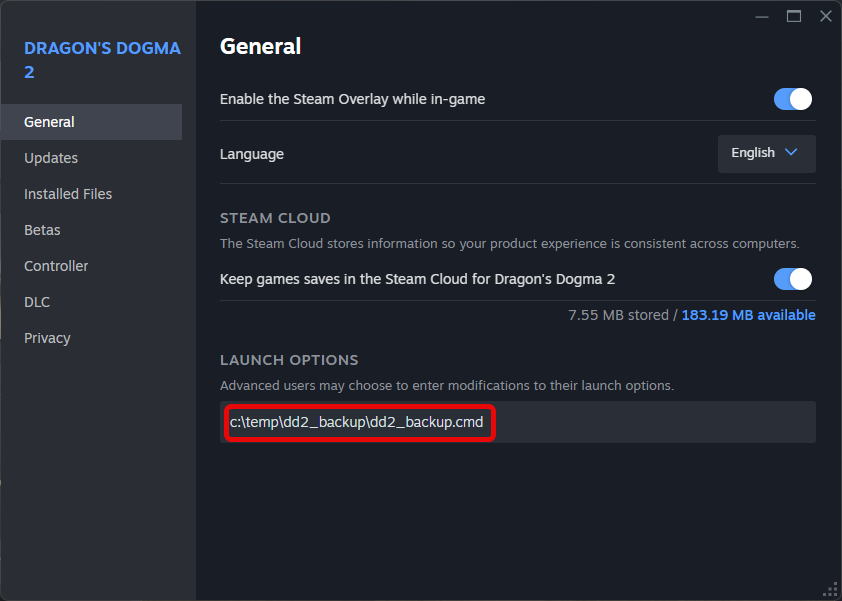 DRAGON'S DOGMA
2
General
Updates
Installed Files
Betas
Controller
DLC
Privacy
General
Enable the Steam Overlay while in-game
Language
English
STEAM CLOUD
The Steam Cloud stores information so your product experience is consistent across computers.
Keep games saves in the Steam Cloud for Dragon's Dogma 2
7.55 MB stored / 183.19 MB available
LAUNCH OPTIONS
Advanced users may choose to enter modifications to their launch options.
c:\temp\dd2_backup\dd2_backup.cmd